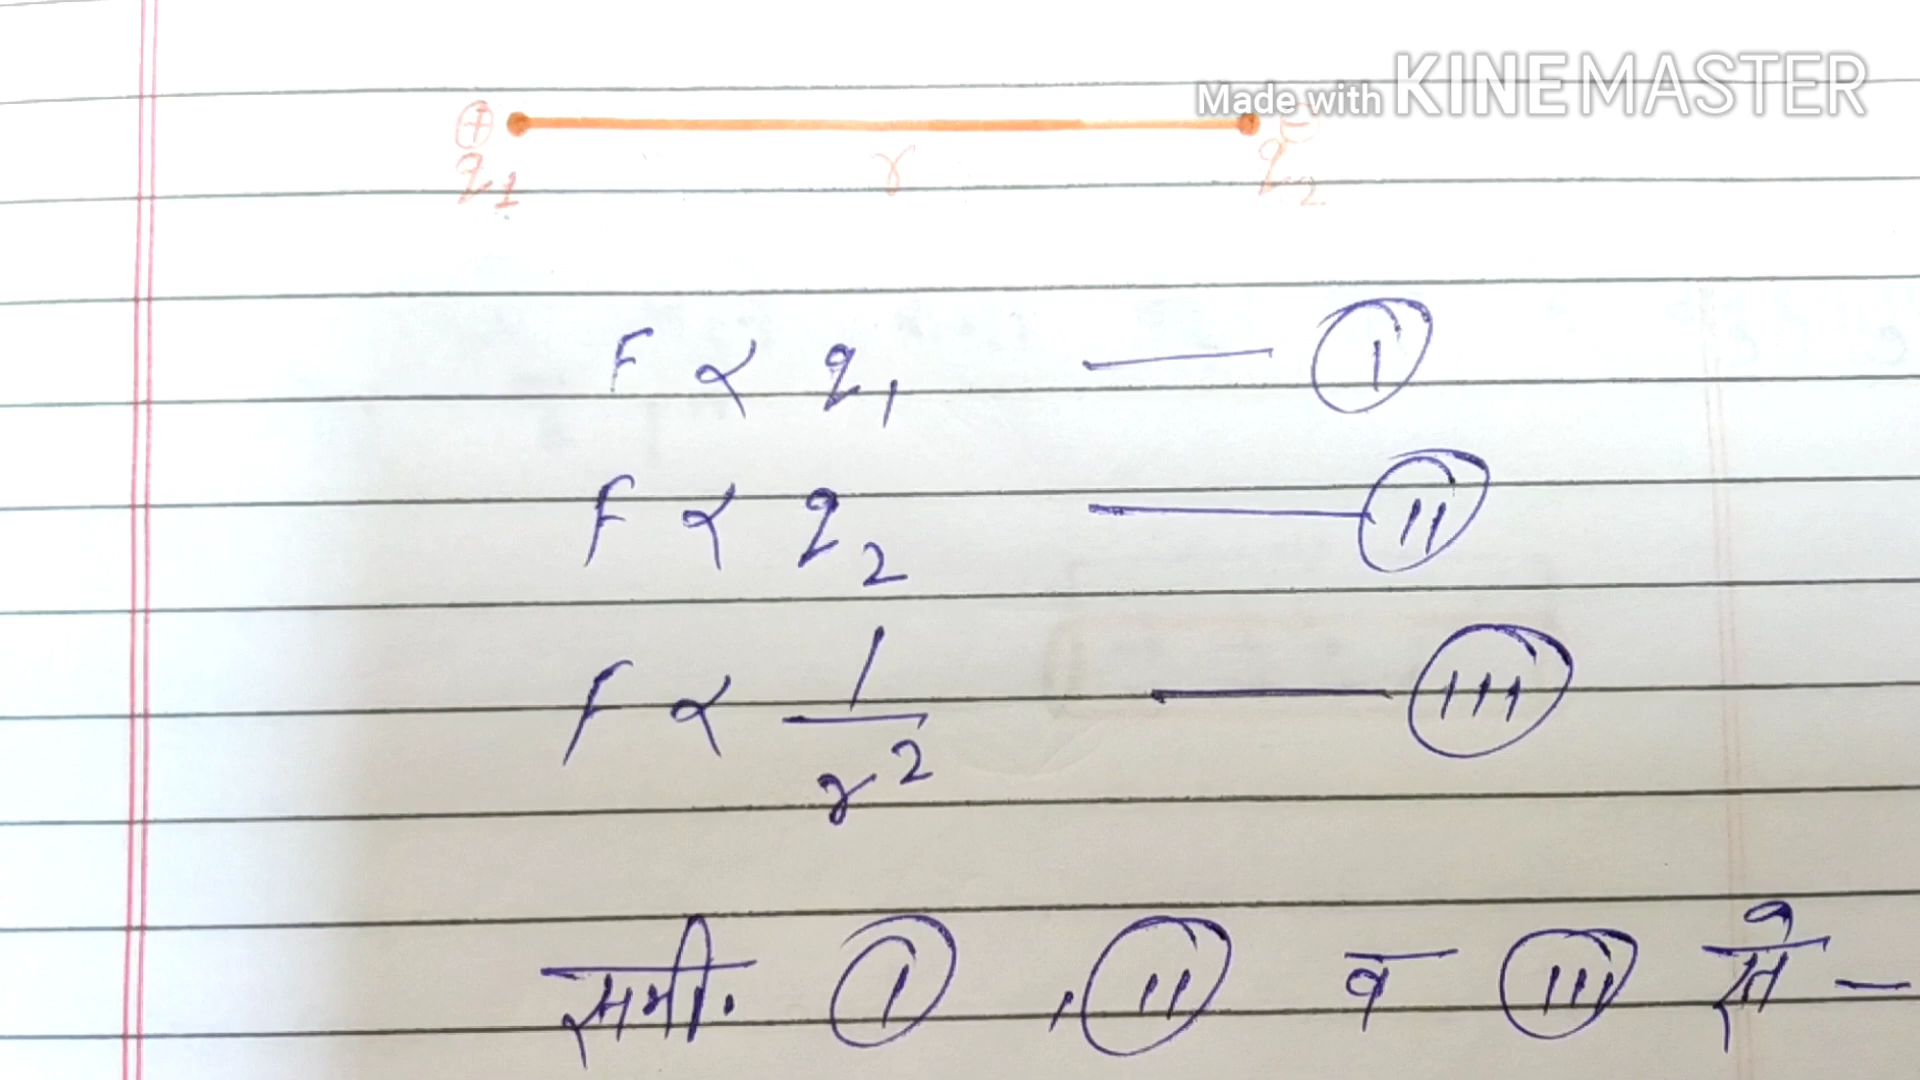 Made with KINEMASTER
⊕ ⊖
q1 r q2
F ∝ q1 — (I)
F ∝ q2 — (II)
F ∝ 1/r² — (III)
समी. (I) , (II) व (III) से –